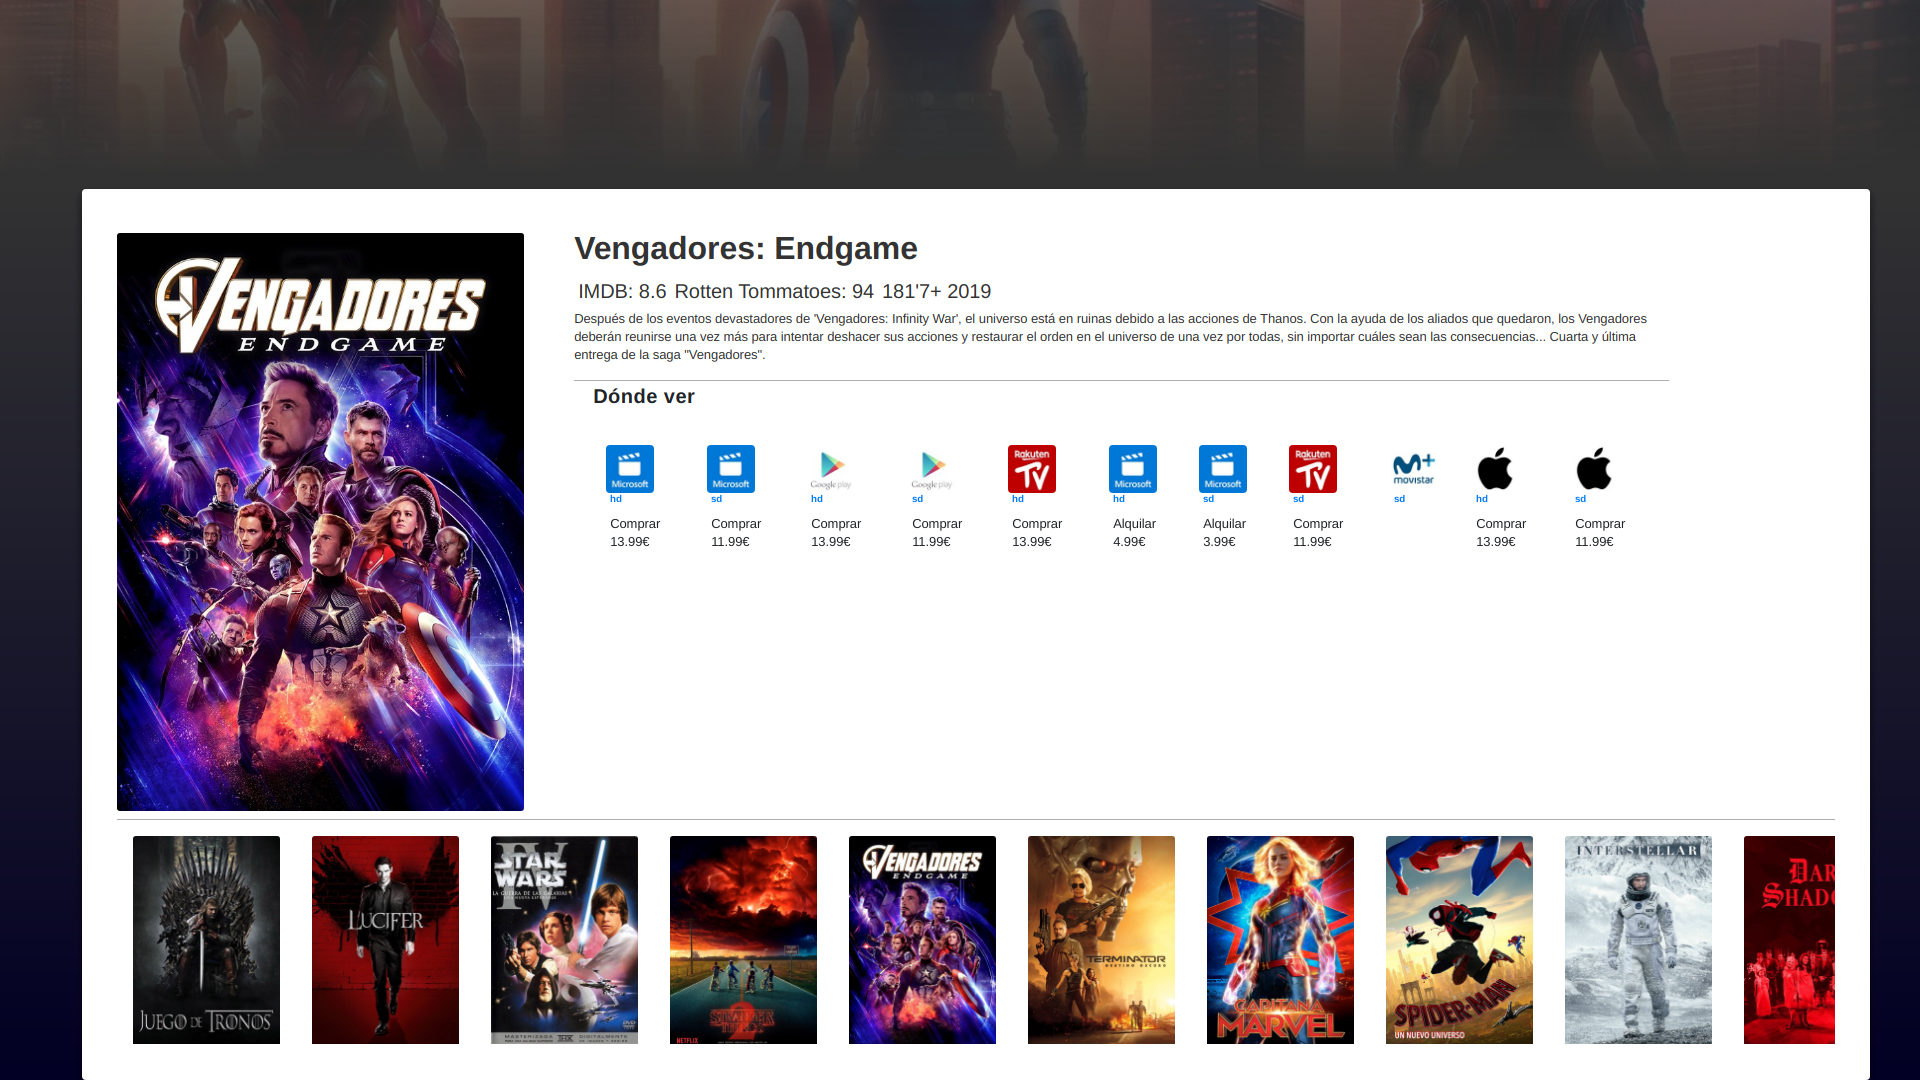 VENGADORES
ENDGAME
Vengadores: Endgame
IMDB: 8.6 Rotten Tommatoes: 94 181'7+ 2019
Después de los eventos devastadores de 'Vengadores: Infinity War', el universo está en ruinas debido a las acciones de Thanos. Con la ayuda de los aliados que quedaron, los Vengadores
deberán reunirse una vez más para intentar deshacer sus acciones y restaurar el orden en el universo de una vez por todas, sin importar cuáles sean las consecuencias... Cuarta y última
entrega de la saga "Vengadores".
Dónde ver
Microsoft Microsoft Google play Google play Rakuten TV Microsoft Microsoft Rakuten TV M+ movistar
hd sd hd sd hd hd sd sd sd hd sd
Comprar Comprar Comprar Comprar Comprar Alquilar Alquilar Comprar Comprar Comprar
13.99€ 11.99€ 13.99€ 11.99€ 13.99€ 4.99€ 3.99€ 11.99€ 13.99€ 11.99€
JUEGO DE TRONOS
LUCIFER
STAR
WARS
IV
LA GUERRA DE LAS GALAXIAS
DVD
STRANGER
THINGS
2
NETFLIX
VENGADORES
ENDGAME
TERMINATOR
DESTINO OSCURO
CAPITANA
MARVEL
SPIDER-MAN
UN NUEVO UNIVERSO
INTERSTELLAR
DAR
SHADO